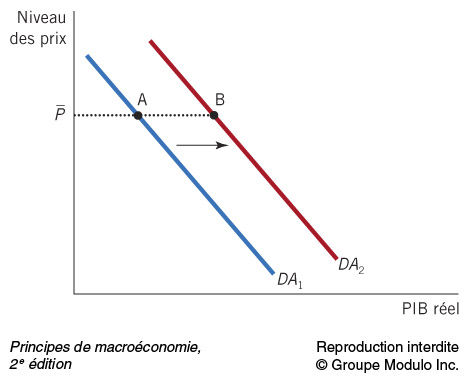 Niveau
des prix
A
B
P̅
DA₁
DA₂
PIB réel
Principes de macroéconomie,
2ᵉ édition
Reproduction interdite
© Groupe Modulo Inc.